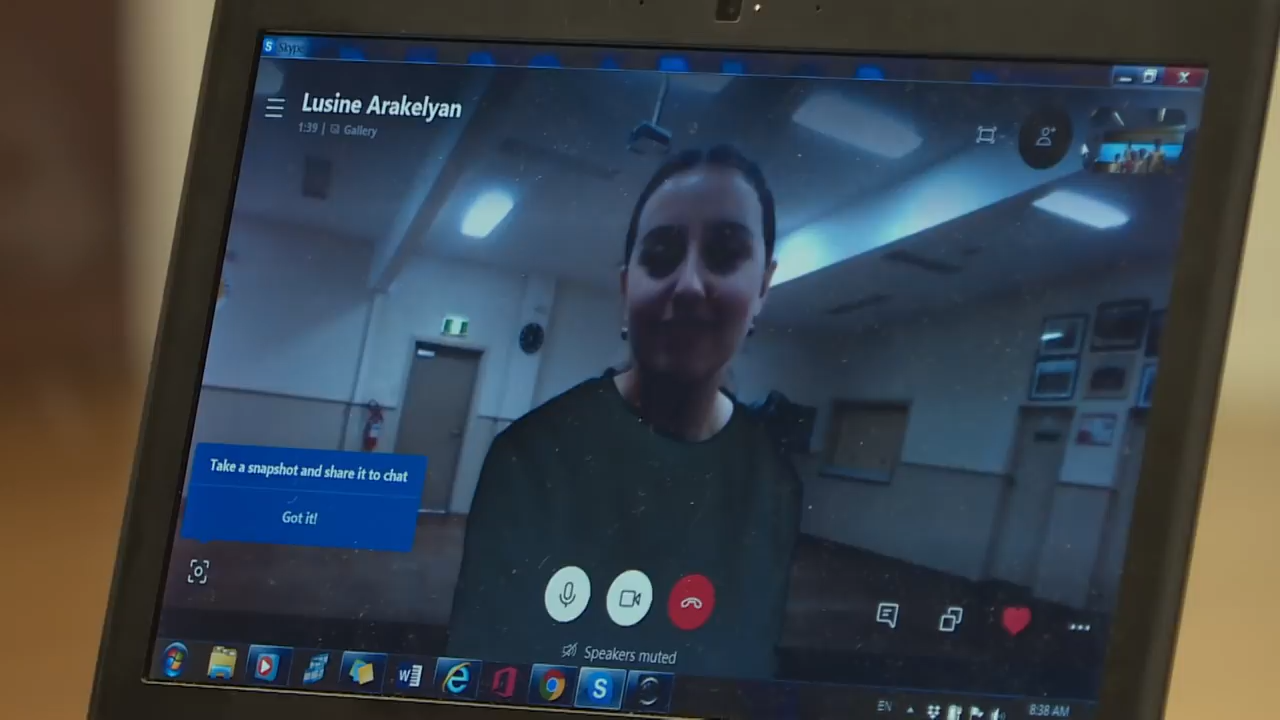 Skype
Lusine Arakelyan
1:39 | Gallery
Take a snapshot and share it to chat
Got it!
Speakers muted
EN
8:38 AM